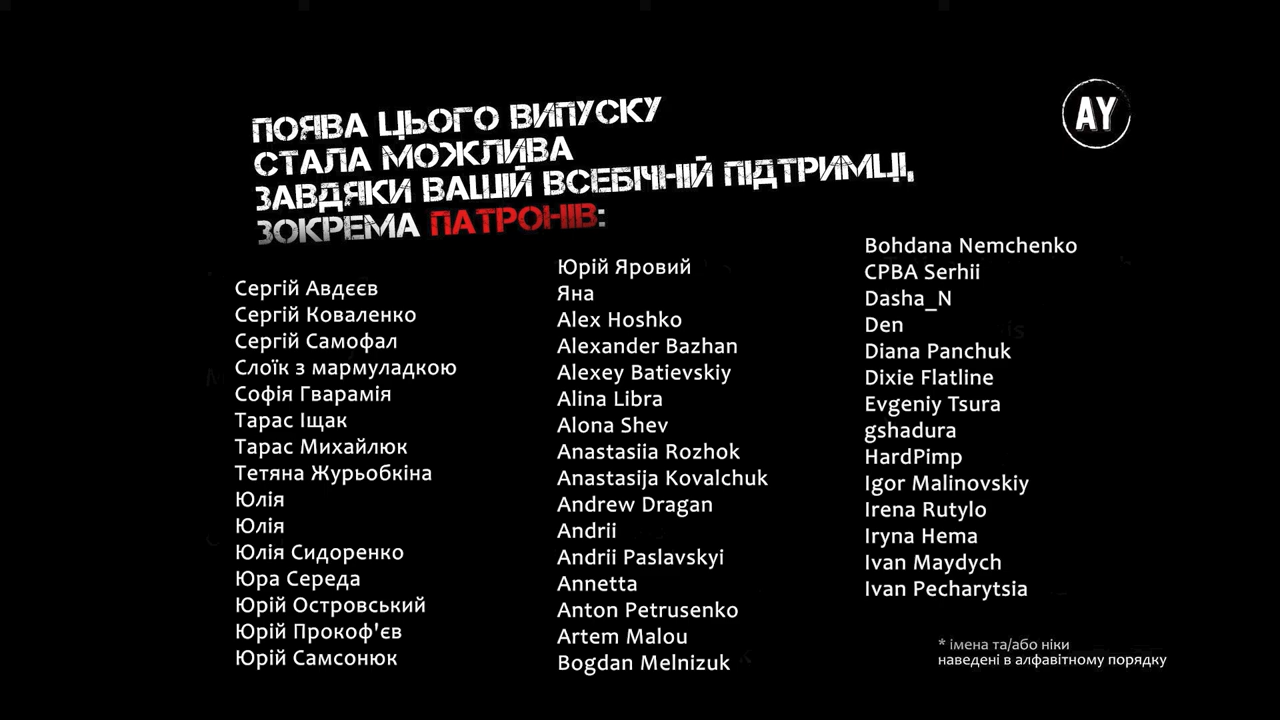 ПОЯВА ЦЬОГО ВИПУСКУ
СТАЛА МОЖЛИВА
ЗАВДЯКИ ВАШІЙ ВСЕБІЧНІЙ ПІДТРИМЦІ,
ЗОКРЕМА ПАТРОНІВ:
AY
Сергій Авдєєв
Сергій Коваленко
Сергій Самофал
Слоїк з мармуладкою
Софія Гварамія
Тарас Іщак
Тарас Михайлюк
Тетяна Журьобкіна
Юлія
Юлія
Юлія Сидоренко
Юра Середа
Юрій Островський
Юрій Прокоф'єв
Юрій Самсонюк
Юрій Яровий
Яна
Alex Hoshko
Alexander Bazhan
Alexey Batievskiy
Alina Libra
Alona Shev
Anastasiia Rozhok
Anastasija Kovalchuk
Andrew Dragan
Andrii
Andrii Paslavskyi
Annetta
Anton Petrusenko
Artem Malou
Bogdan Melnizuk
Bohdana Nemchenko
CPBA Serhii
Dasha_N
Den
Diana Panchuk
Dixie Flatline
Evgeniy Tsura
gshadura
HardPimp
Igor Malinovskiy
Irena Rutylo
Iryna Hema
Ivan Maydych
Ivan Pecharytsia
* імена та/або ніки
наведені в алфавітному порядку